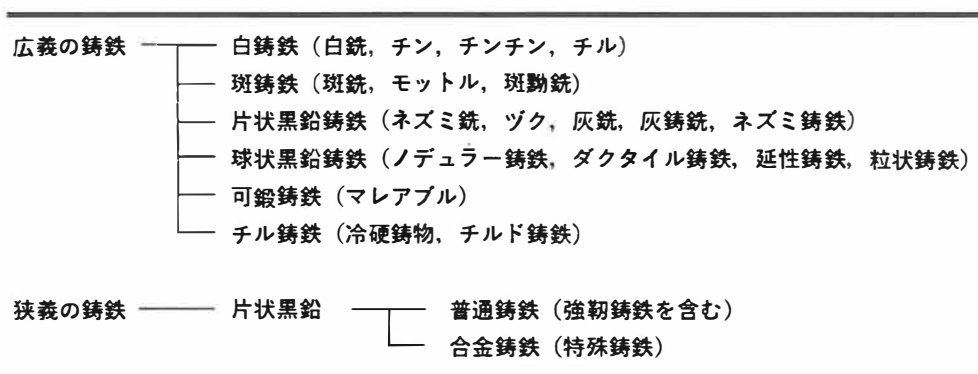 広義の鋳鉄 白鋳鉄（白銑，チン，チンチン，チル）
斑鋳鉄（斑銑，モットル，斑黝銑）
片状黒鉛鋳鉄（ネズミ銑，ヅク，灰銑，灰鋳銑，ネズミ鋳鉄）
球状黒鉛鋳鉄（ノデュラー鋳鉄，ダクタイル鋳鉄，延性鋳鉄，粒状鋳鉄）
可鍛鋳鉄（マレアブル）
チル鋳鉄（冷硬鋳物，チルド鋳鉄）
狭義の鋳鉄 片状黒鉛 普通鋳鉄（強靭鋳鉄を含む）
合金鋳鉄（特殊鋳鉄）